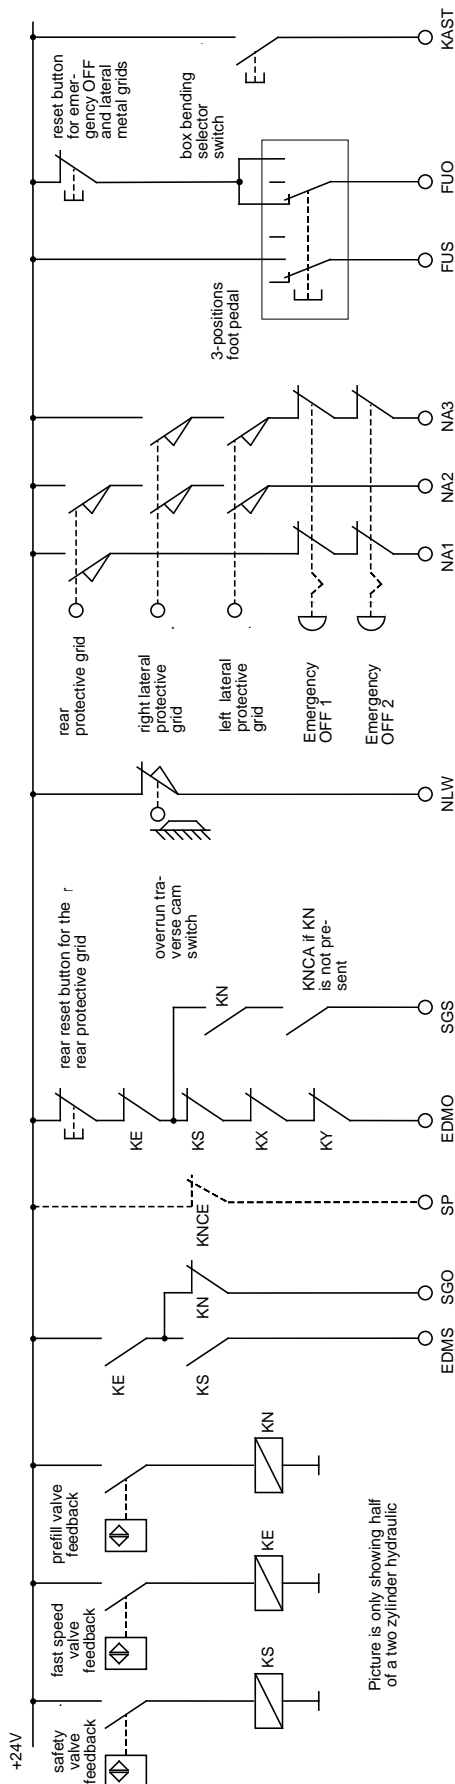 +24V
safety
valve
feedback
fast speed
valve
feedback
prefill valve
feedback
KS
KE
KN
Picture is only showing half
of a two zylinder hydraulic
KE
KS
KN
EDMS
SGO
KNCE
SP
rear reset button for the
rear protective grid
KE
KS
KX
KY
KN
KNCA if KN
is not pre-
sent
EDMO
SGS
overrun tra-
verse cam
switch
NLW
rear
protective grid
right lateral
protective
grid
left lateral
protective
grid
Emergency
OFF 1
Emergency
OFF 2
NA1
NA2
NA3
3-positions
foot pedal
FUS
reset button
for emer-
gency OFF
and lateral
metal grids
box bending
selector
switch
FUO
KAST